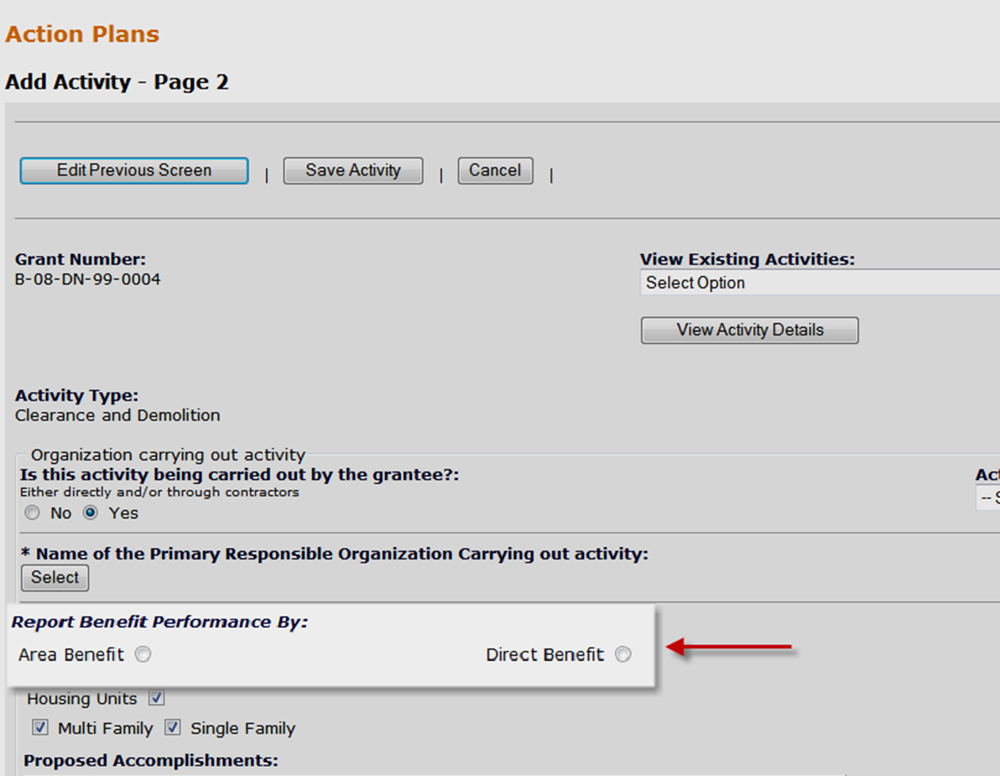 Action Plans
Add Activity - Page 2
Edit Previous Screen | Save Activity | Cancel |
Grant Number:
B-08-DN-99-0004
View Existing Activities:
Select Option
View Activity Details
Activity Type:
Clearance and Demolition
Organization carrying out activity
Is this activity being carried out by the grantee?:
Either directly and/or through contractors
No Yes
* Name of the Primary Responsible Organization Carrying out activity:
Select
Report Benefit Performance By:
Area Benefit Direct Benefit
Housing Units
Multi Family Single Family
Proposed Accomplishments: